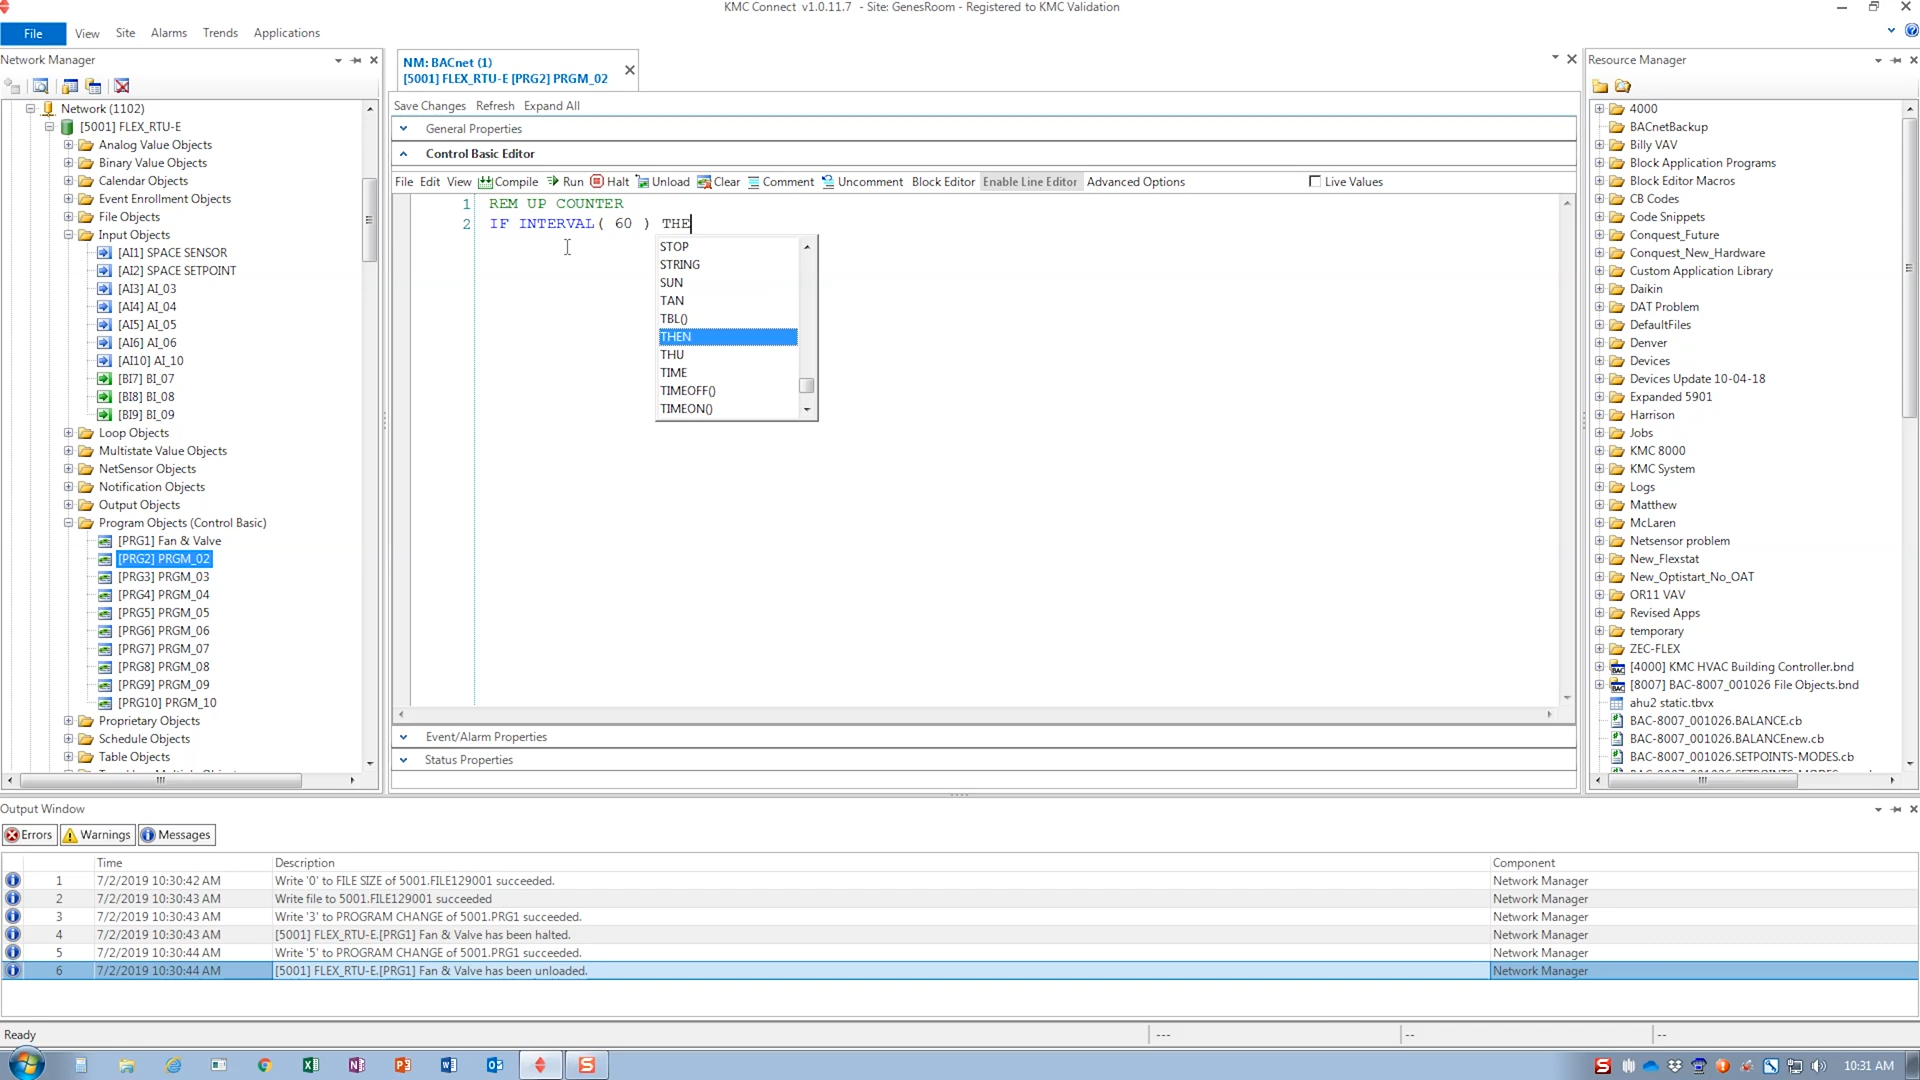 KMC Connect v1.0.11.7 - Site: GenesRoom - Registered to KMC Validation
File View Site Alarms Trends Applications
Network Manager
Network (1102)
[5001] FLEX_RTU-E
Analog Value Objects
Binary Value Objects
Calendar Objects
Event Enrollment Objects
File Objects
Input Objects
[AI1] SPACE SENSOR
[AI2] SPACE SETPOINT
[AI3] AI_03
[AI4] AI_04
[AI5] AI_05
[AI6] AI_06
[AI10] AI_10
[BI7] BI_07
[BI8] BI_08
[BI9] BI_09
Loop Objects
Multistate Value Objects
NetSensor Objects
Notification Objects
Output Objects
Program Objects (Control Basic)
[PRG1] Fan & Valve
[PRG2] PRGM_02
[PRG3] PRGM_03
[PRG4] PRGM_04
[PRG5] PRGM_05
[PRG6] PRGM_06
[PRG7] PRGM_07
[PRG8] PRGM_08
[PRG9] PRGM_09
[PRG10] PRGM_10
Proprietary Objects
Schedule Objects
Table Objects
NM: BACnet (1)
[5001] FLEX_RTU-E [PRG2] PRGM_02
Save Changes Refresh Expand All
General Properties
Control Basic Editor
File Edit View Compile Run Halt Unload Clear Comment Uncomment Block Editor Enable Line Editor Advanced Options Live Values
1 REM UP COUNTER
2 IF INTERVAL( 60 ) THE
STOP
STRING
SUN
TAN
TBL()
THEN
THU
TIME
TIMEOFF()
TIMEON()
Event/Alarm Properties
Status Properties
Resource Manager
4000
BACnetBackup
Billy VAV
Block Application Programs
Block Editor Macros
CB Codes
Code Snippets
Conquest_Future
Conquest_New_Hardware
Custom Application Library
Daikin
DAT Problem
DefaultFiles
Denver
Devices
Devices Update 10-04-18
Expanded 5901
Harrison
Jobs
KMC 8000
KMC System
Logs
Matthew
McLaren
Netsensor problem
New_Flexstat
New_Optistart_No_OAT
OR11 VAV
Revised Apps
temporary
ZEC-FLEX
[4000] KMC HVAC Building Controller.bnd
[8007] BAC-8007_001026 File Objects.bnd
ahu2 static.tbvx
BAC-8007_001026.BALANCE.cb
BAC-8007_001026.BALANCEnew.cb
BAC-8007_001026.SETPOINTS-MODES.cb
Output Window
Errors Warnings Messages
Time Description Component
1 7/2/2019 10:30:42 AM Write '0' to FILE SIZE of 5001.FILE129001 succeeded. Network Manager
2 7/2/2019 10:30:43 AM Write file to 5001.FILE129001 succeeded Network Manager
3 7/2/2019 10:30:43 AM Write '3' to PROGRAM CHANGE of 5001.PRG1 succeeded. Network Manager
4 7/2/2019 10:30:43 AM [5001] FLEX_RTU-E.[PRG1] Fan & Valve has been halted. Network Manager
5 7/2/2019 10:30:44 AM Write '5' to PROGRAM CHANGE of 5001.PRG1 succeeded. Network Manager
6 7/2/2019 10:30:44 AM [5001] FLEX_RTU-E.[PRG1] Fan & Valve has been unloaded. Network Manager
Ready --- -- --
10:31 AM